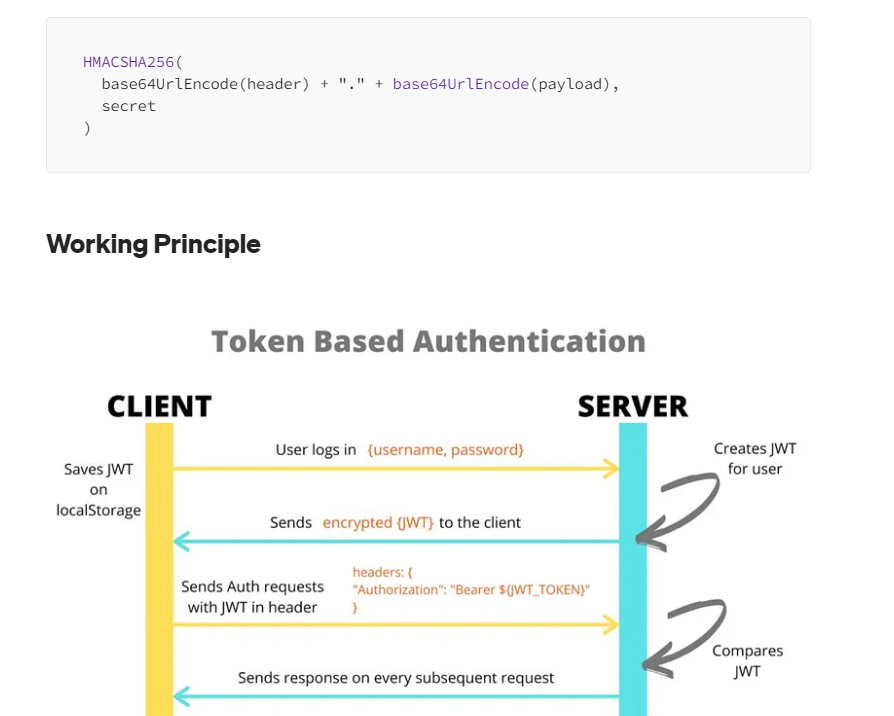 HMACSHA256(
  base64UrlEncode(header) + "." + base64UrlEncode(payload),
  secret
)
Working Principle
Token Based Authentication
CLIENT
SERVER
User logs in {username, password}
Creates JWT
for user
Saves JWT
on
localStorage
Sends encrypted {JWT} to the client
Sends Auth requests
with JWT in header
headers: {
"Authorization": "Bearer ${JWT_TOKEN}"
}
Compares
JWT
Sends response on every subsequent request